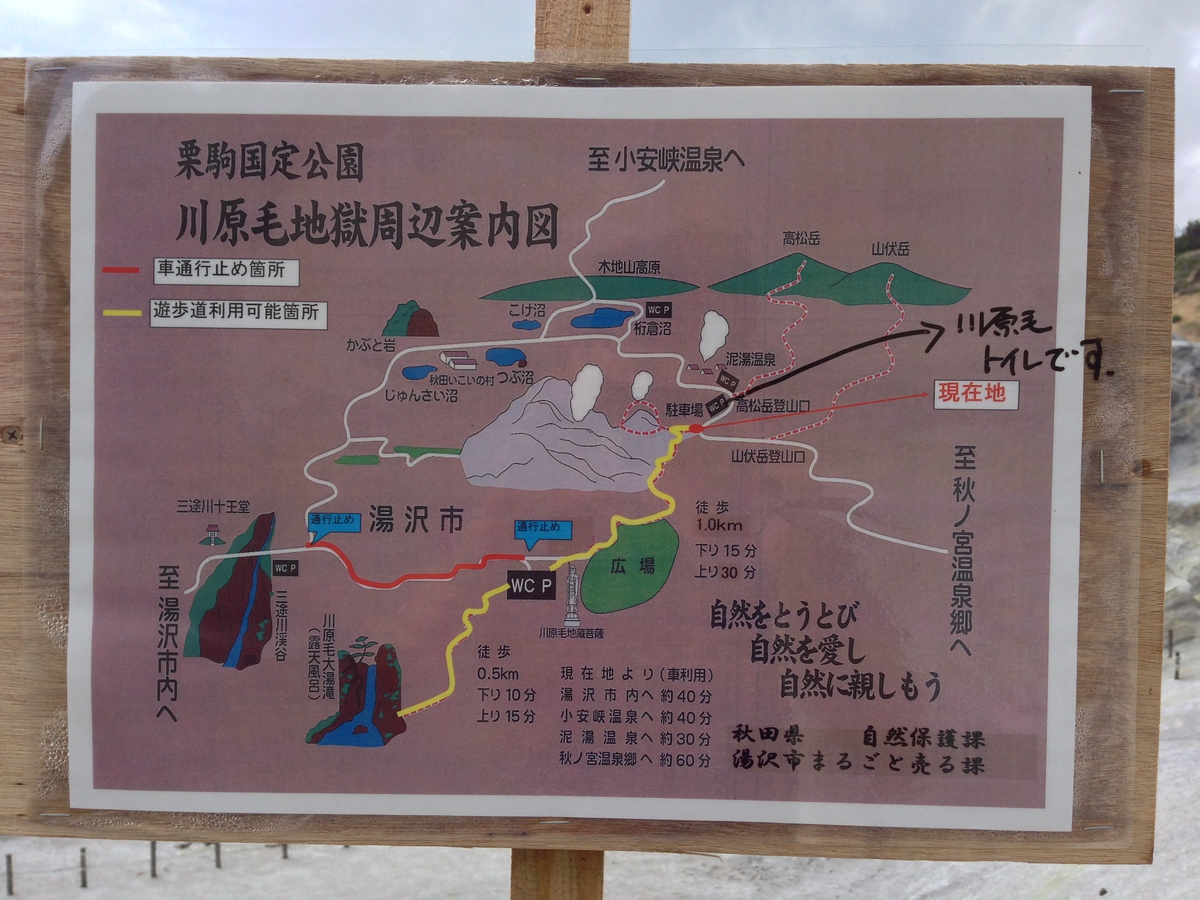 栗駒国定公園
川原毛地獄周辺案内図
車通行止め箇所
遊歩道利用可能箇所
至小安峡温泉へ
高松岳
山伏岳
木地山高原
こけ沼
WC P
桁倉沼
かぶと岩
秋田いこいの村
つぶ沼
じゅんさい沼
泥湯温泉
WC P
駐車場
WC P
高松岳登山口
川原毛
トイレです.
現在地
山伏岳登山口
至秋ノ宮温泉郷へ
三途川十王堂
通行止め
湯沢市
通行止め
WC P
至湯沢市内へ
三途川渓谷
WC P
広場
川原毛地蔵菩薩
川原毛大湯滝
(露天風呂)
徒歩
1.0km
下り15分
上り30分
徒歩
0.5km
下り10分
上り15分
現在地より(車利用)
湯沢市内へ約40分
小安峡温泉へ約40分
泥湯温泉へ約30分
秋ノ宮温泉郷へ約60分
自然をとうとび
自然を愛し
自然に親しもう
秋田県 自然保護課
湯沢市まるごと売る課